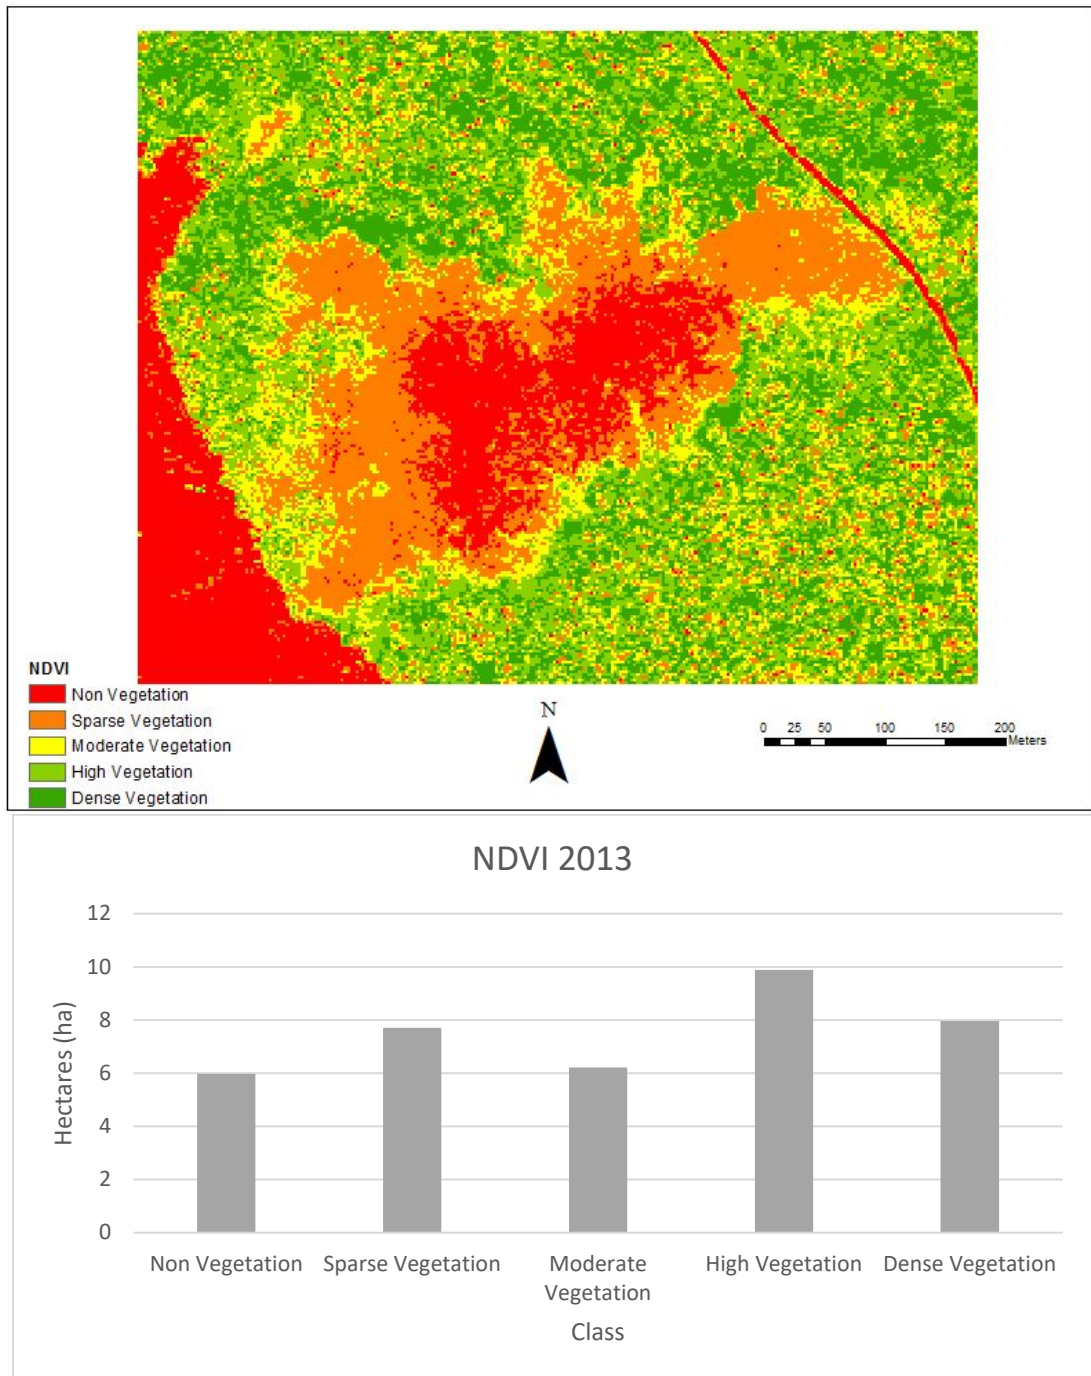 NDVI
Non Vegetation
Sparse Vegetation
Moderate Vegetation
High Vegetation
Dense Vegetation
N
0 25 50 100 150 200
Meters
NDVI 2013
Hectares (ha)
12
10
8
6
4
2
0
Non Vegetation Sparse Vegetation Moderate Vegetation High Vegetation Dense Vegetation
Class